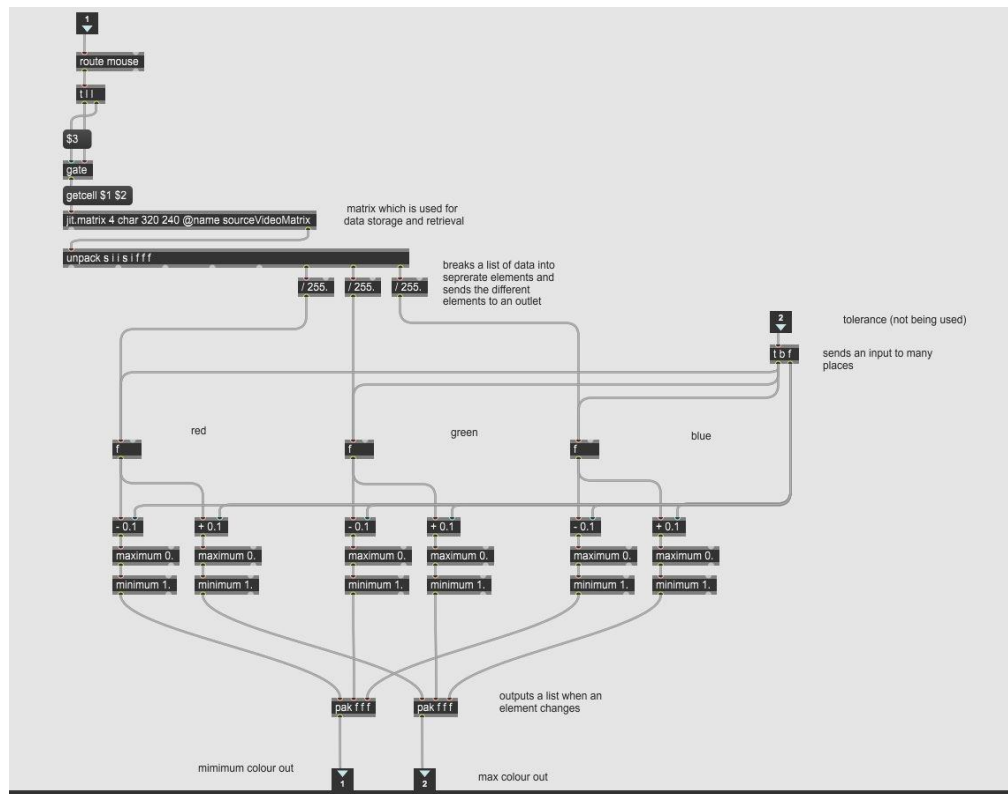 1
route mouse
t l l
$3
gate
getcell $1 $2
jit.matrix 4 char 320 240 @name sourceVideoMatrix
matrix which is used for
data storage and retrieval
unpack s i i s i f f f
/ 255.
/ 255.
/ 255.
breaks a list of data into
seprerate elements and
sends the different
elements to an outlet
2
tolerance (not being used)
t b f
sends an input to many
places
red
green
blue
f
f
f
- 0.1
+ 0.1
- 0.1
+ 0.1
- 0.1
+ 0.1
maximum 0.
maximum 0.
maximum 0.
maximum 0.
maximum 0.
maximum 0.
minimum 1.
minimum 1.
minimum 1.
minimum 1.
minimum 1.
minimum 1.
pak f f f
pak f f f
outputs a list when an
element changes
mimimum colour out
1
2
max colour out